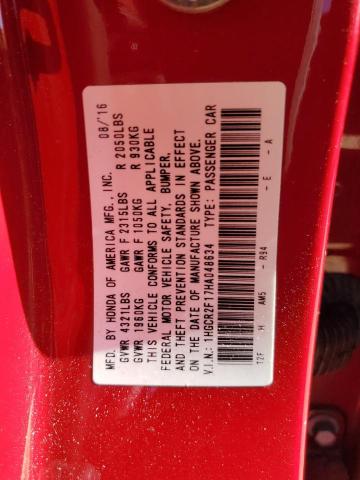 MFD. BY HONDA OF AMERICA MFG., INC. 08/'16
GVWR 4321LBS GAWR F 2315LBS R 2050LBS
GVWR 1960KG GAWR F 1050KG R 930KG
THIS VEHICLE CONFORMS TO ALL APPLICABLE
FEDERAL MOTOR VEHICLE SAFETY, BUMPER,
AND THEFT PREVENTION STANDARDS IN EFFECT
ON THE DATE OF MANUFACTURE SHOWN ABOVE.
V.I.N.: 1HGCR2F17HA048634 TYPE: PASSENGER CAR
T2F H AM5 - R94 - E - A